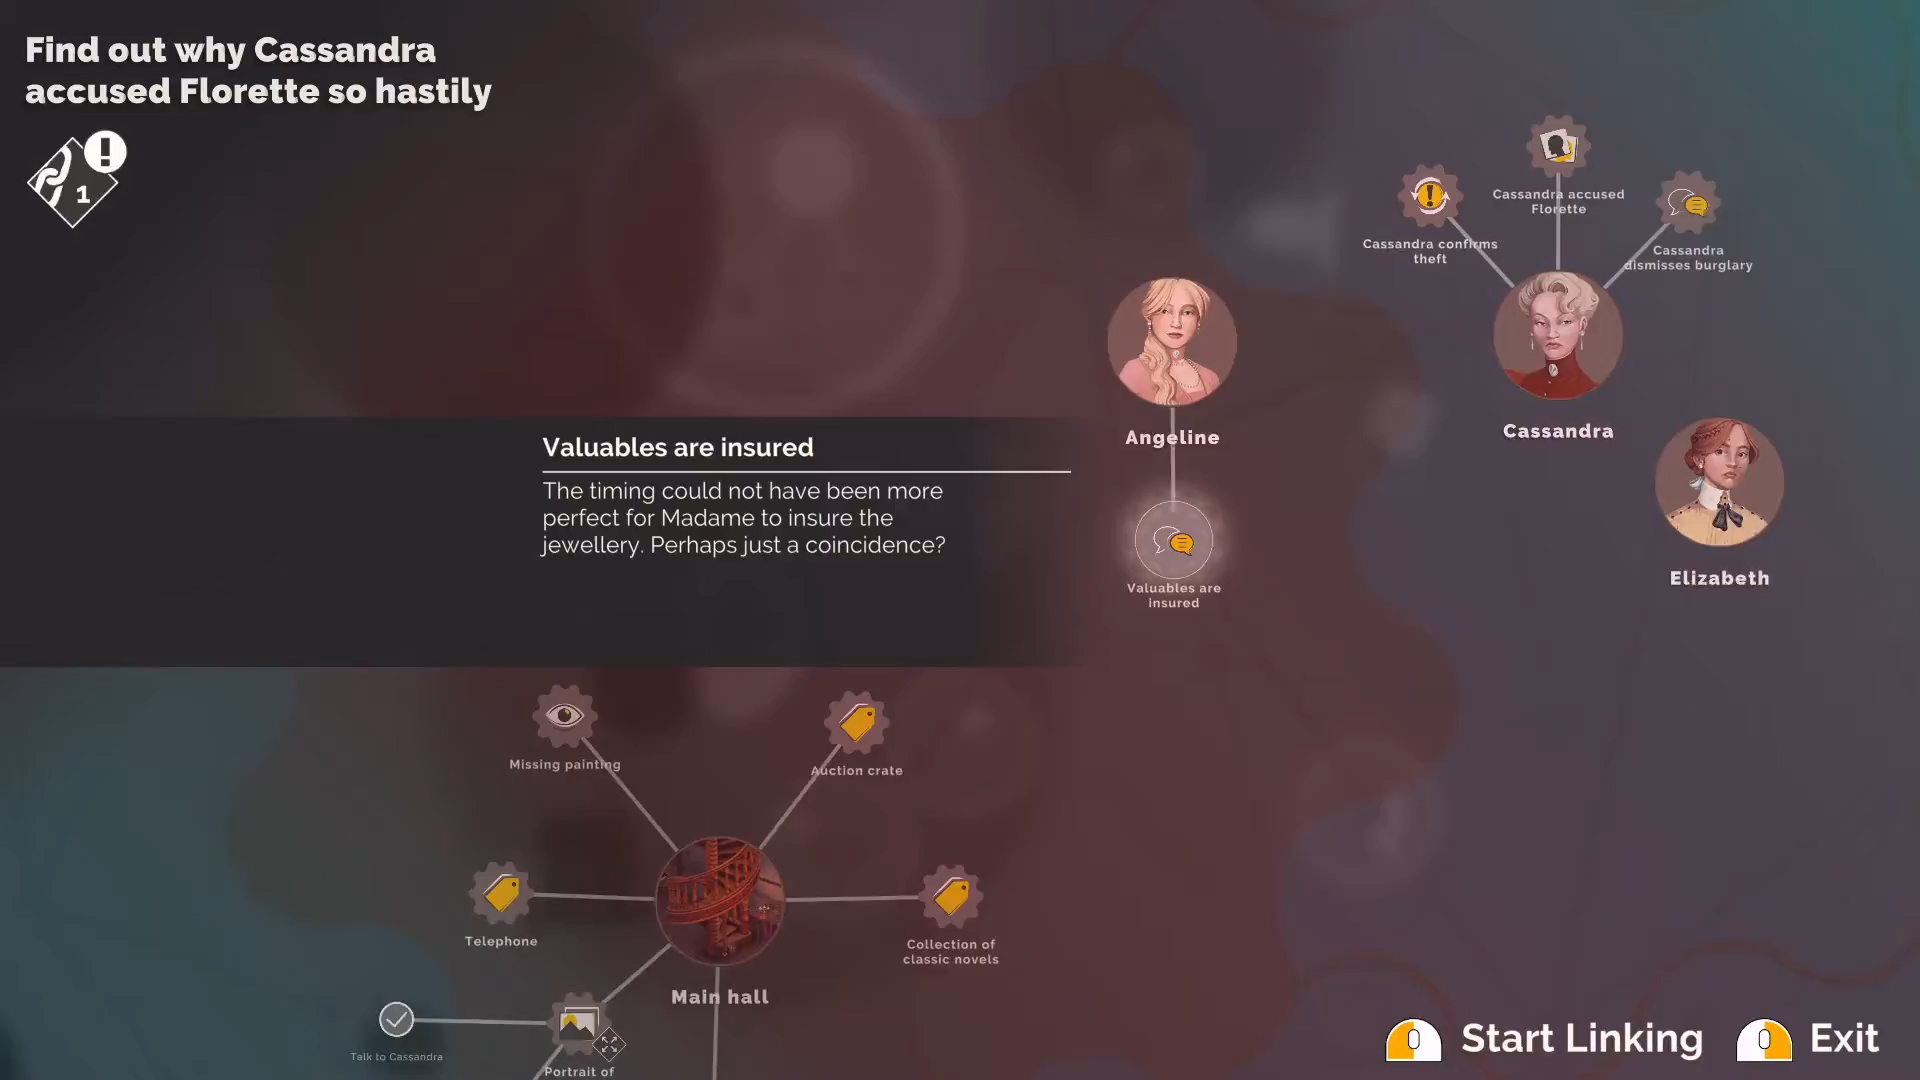 Find out why Cassandra
accused Florette so hastily
1
Cassandra accused
Florette
Cassandra confirms
theft
Cassandra
dismisses burglary
Angeline
Cassandra
Valuables are insured
The timing could not have been more
perfect for Madame to insure the
jewellery. Perhaps just a coincidence?
Elizabeth
Valuables are
insured
Missing painting
Auction crate
Telephone
Collection of
classic novels
Main hall
Talk to Cassandra
Portrait of
Start Linking
Exit